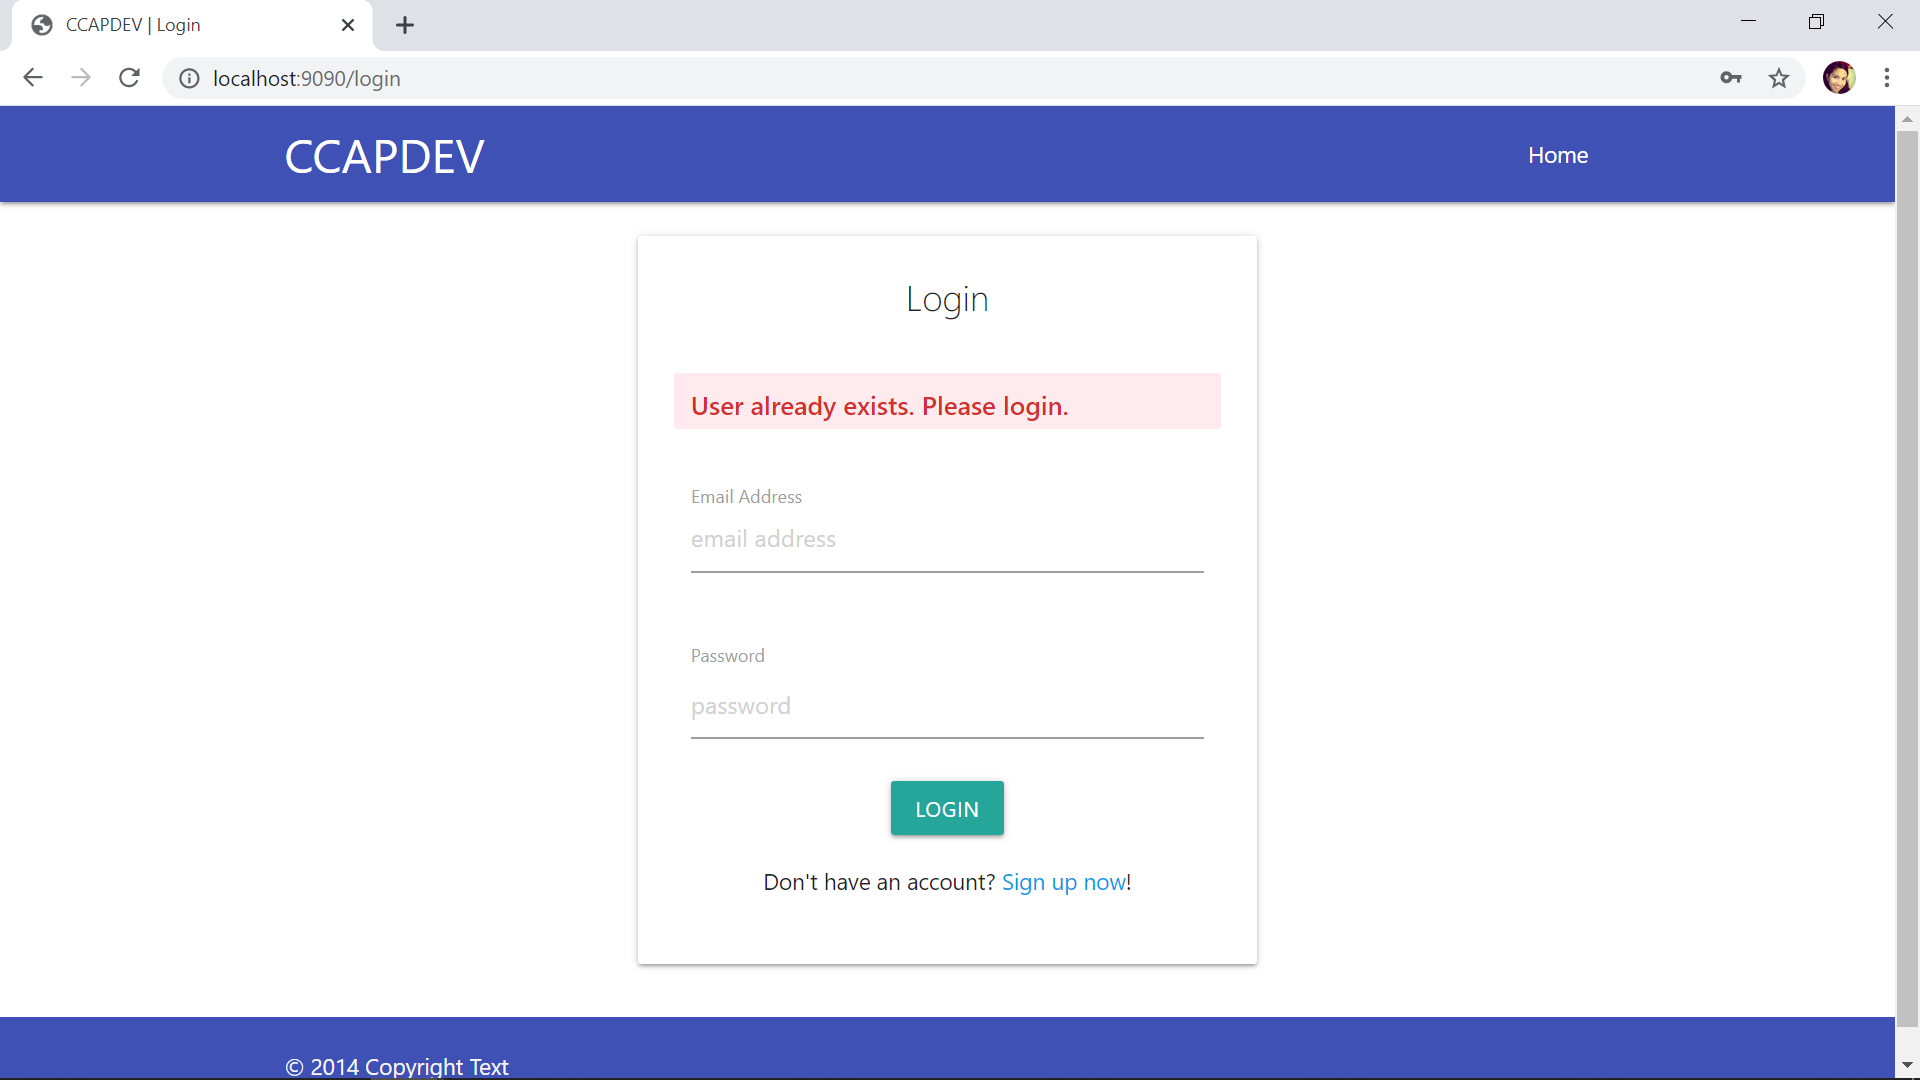 CCAPDEV | Login
localhost:9090/login
CCAPDEV
Home
Login
User already exists. Please login.
Email Address
email address
Password
password
LOGIN
Don't have an account? Sign up now!
© 2014 Copyright Text